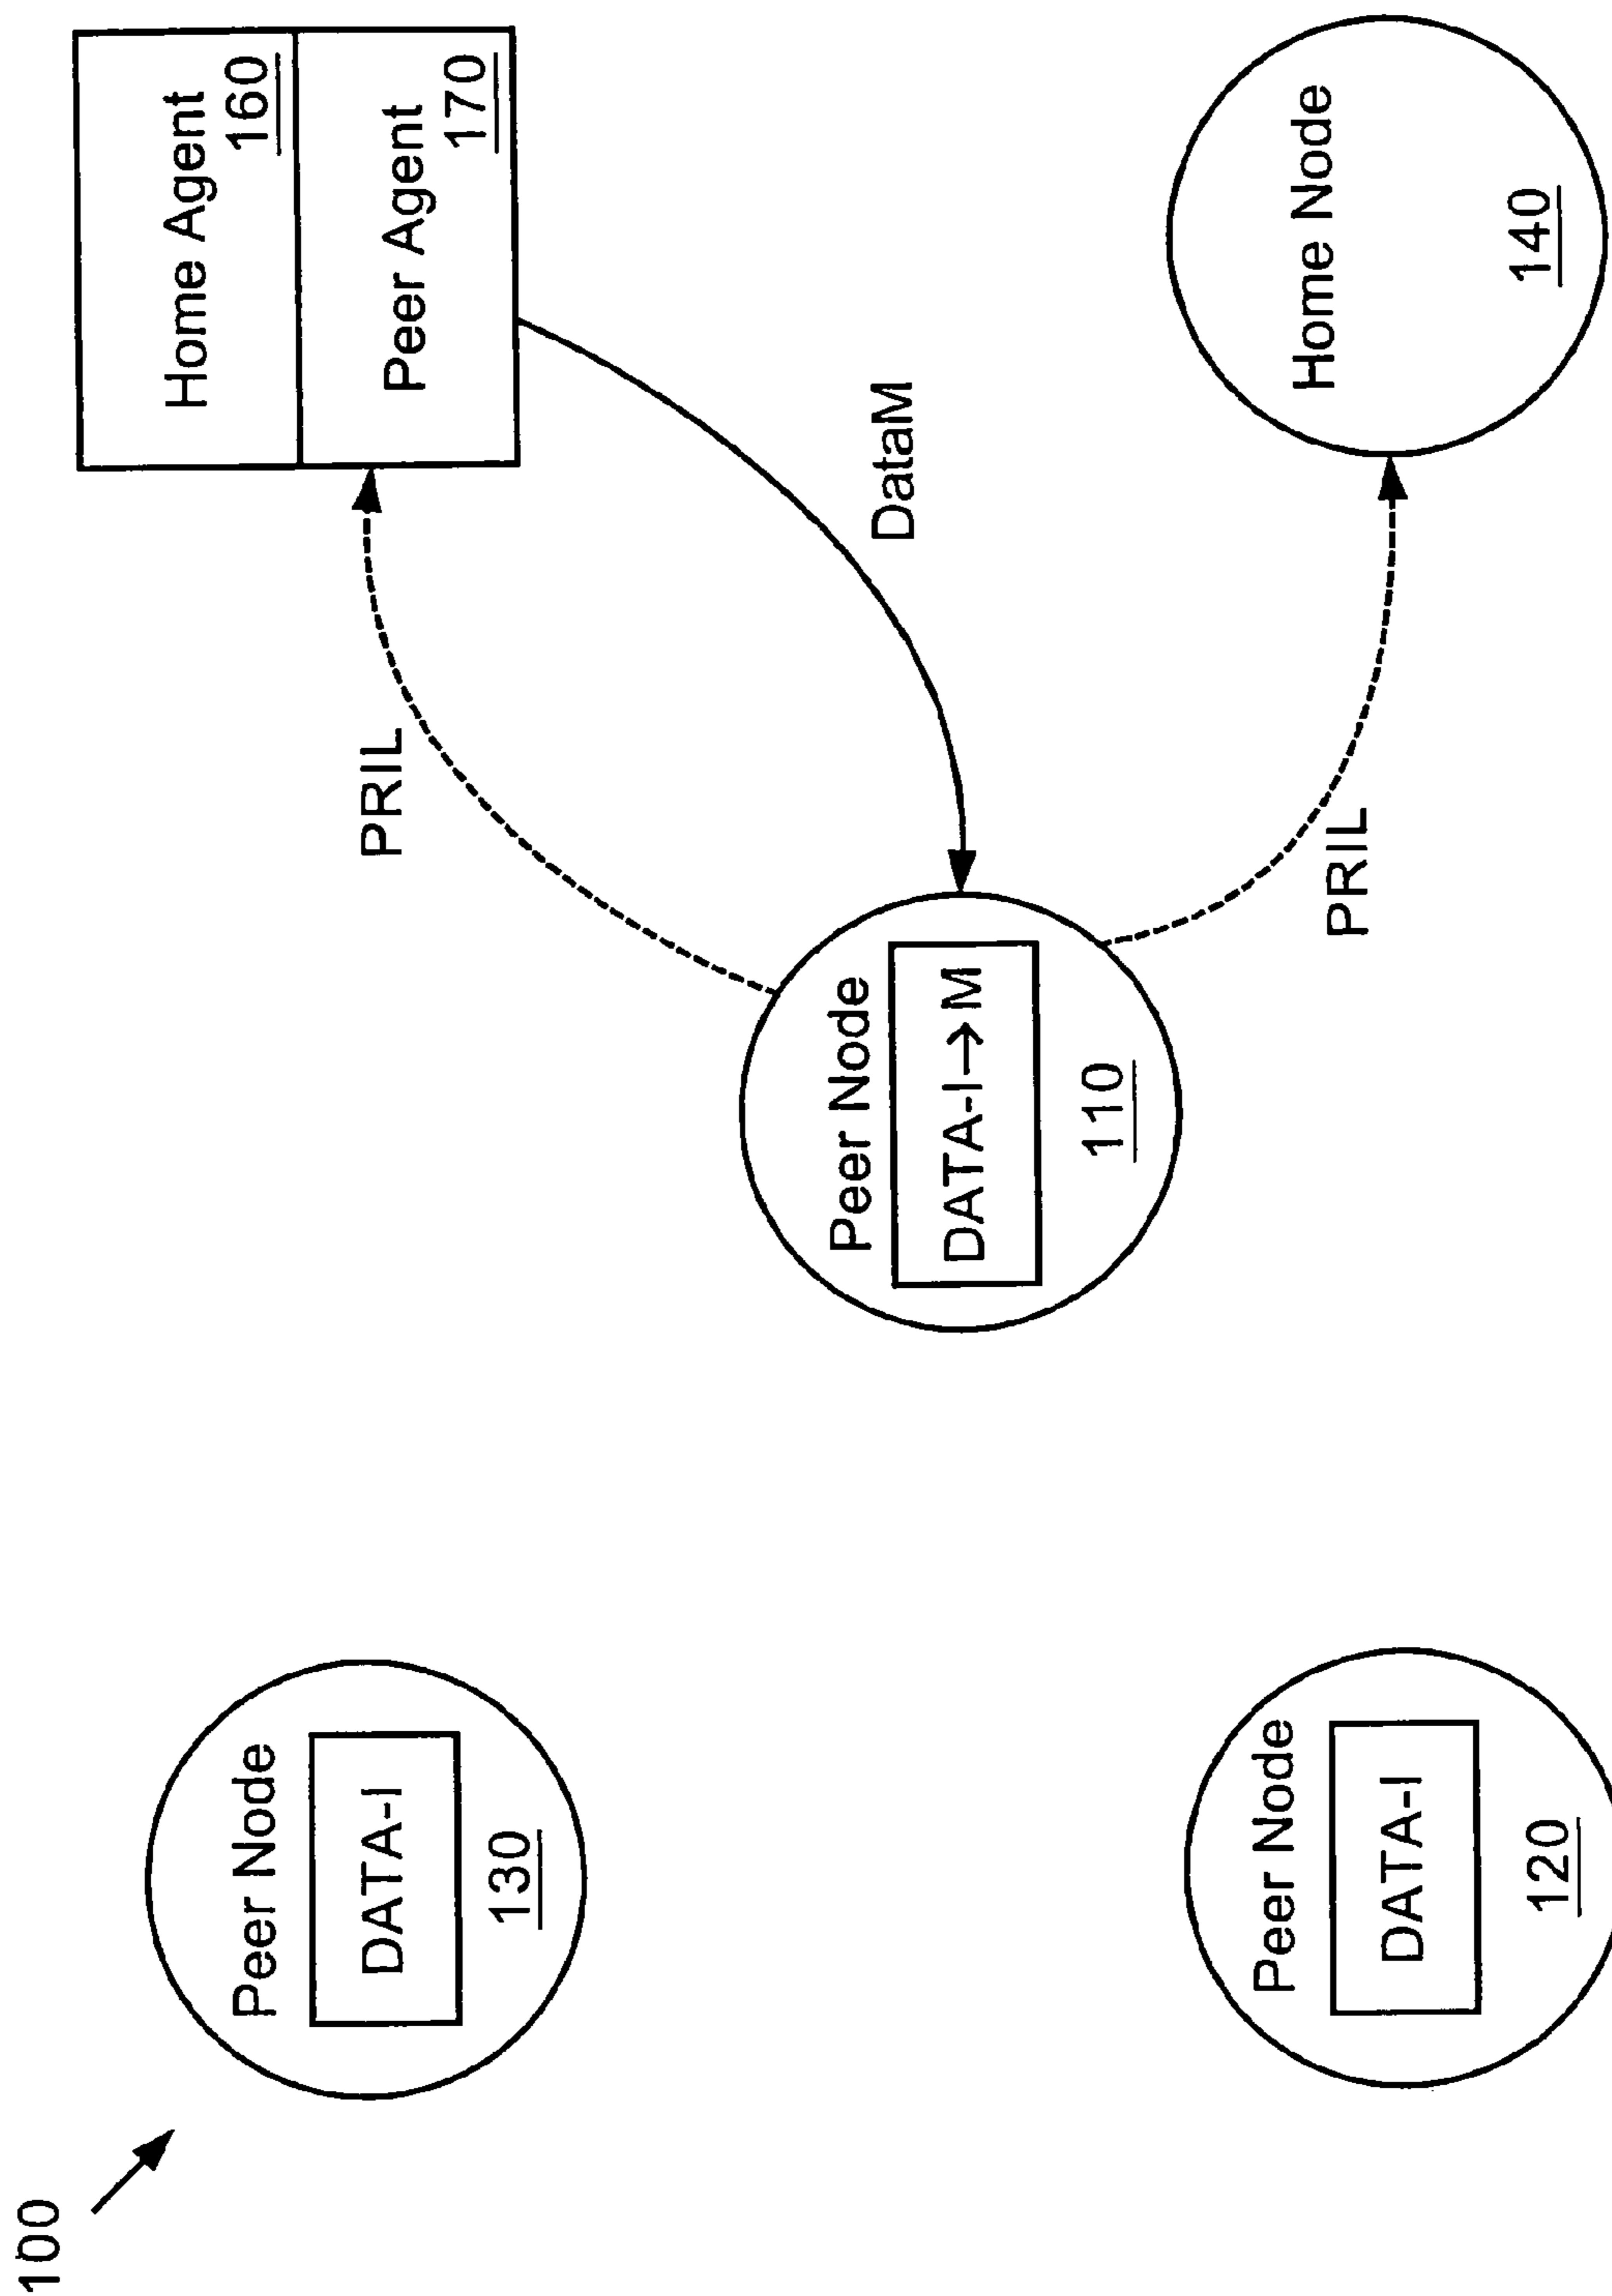 100
Peer Node
DATA-I
130
Peer Node
DATA-I
120
Peer Node
DATA-I→M
110
PRIL
DataM
PRIL
Home Agent
160
Peer Agent
170
Home Node
140